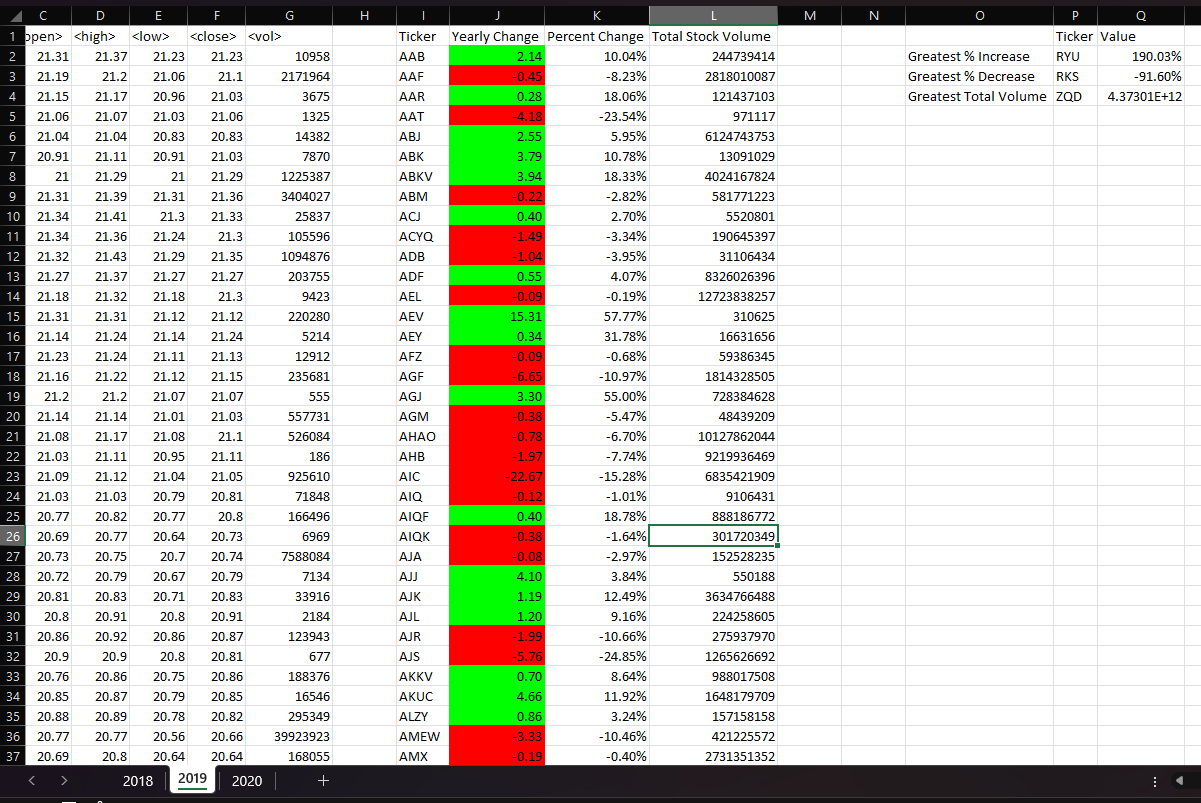 C D E F G H I J K L M N O P Q
1 open> <high> <low> <close> <vol> Ticker Yearly Change Percent Change Total Stock Volume Ticker Value
2 21.31 21.37 21.23 21.23 10958 AAB 2.14 10.04% 244739414 Greatest % Increase RYU 190.03%
3 21.19 21.2 21.06 21.1 2171964 AAF -0.45 -8.23% 2818010087 Greatest % Decrease RKS -91.60%
4 21.15 21.17 20.96 21.03 3675 AAR 0.28 18.06% 121437103 Greatest Total Volume ZQD 4.37301E+12
5 21.06 21.07 21.03 21.06 1325 AAT -4.18 -23.54% 971117
6 21.04 21.04 20.83 20.83 14382 ABJ 2.55 5.95% 6124743753
7 20.91 21.11 20.91 21.03 7870 ABK 3.79 10.78% 13091029
8 21 21.29 21 21.29 1225387 ABKV 3.94 18.33% 4024167824
9 21.31 21.39 21.31 21.36 3404027 ABM -0.22 -2.82% 581771223
10 21.34 21.41 21.3 21.33 25837 ACJ 0.40 2.70% 5520801
11 21.34 21.36 21.24 21.3 105596 ACYQ -1.49 -3.34% 190645397
12 21.32 21.43 21.29 21.35 1094876 ADB -1.04 -3.95% 31106434
13 21.27 21.37 21.27 21.27 203755 ADF 0.55 4.07% 8326026396
14 21.18 21.32 21.18 21.3 9423 AEL -0.09 -0.19% 12723838257
15 21.31 21.31 21.12 21.12 220280 AEV 15.31 57.77% 310625
16 21.14 21.24 21.14 21.24 5214 AEY 0.34 31.78% 16631656
17 21.23 21.24 21.11 21.13 12912 AFZ -0.09 -0.68% 59386345
18 21.16 21.22 21.12 21.15 235681 AGF -6.65 -10.97% 1814328505
19 21.2 21.2 21.07 21.07 555 AGJ 3.30 55.00% 728384628
20 21.14 21.14 21.01 21.03 557731 AGM -0.38 -5.47% 48439209
21 21.08 21.17 21.08 21.1 526084 AHAO -0.78 -6.70% 10127862044
22 21.03 21.11 20.95 21.11 186 AHB -1.97 -7.74% 9219936469
23 21.09 21.12 21.04 21.05 925610 AIC -22.67 -15.28% 6835421909
24 21.03 21.03 20.79 20.81 71848 AIQ -0.12 -1.01% 9106431
25 20.77 20.82 20.77 20.8 166496 AIQF 0.40 18.78% 888186772
26 20.69 20.77 20.64 20.73 6969 AIQK -0.38 -1.64% 301720349
27 20.73 20.75 20.7 20.74 7588084 AJA -0.08 -2.97% 152528235
28 20.72 20.79 20.67 20.79 7134 AJJ 4.10 3.84% 550188
29 20.81 20.83 20.71 20.83 33916 AJK 1.19 12.49% 3634766488
30 20.8 20.91 20.8 20.91 2184 AJL 1.20 9.16% 224258605
31 20.86 20.92 20.86 20.87 123943 AJR -1.99 -10.66% 275937970
32 20.9 20.9 20.8 20.81 677 AJS -5.76 -24.85% 1265626692
33 20.76 20.86 20.75 20.86 188376 AKKV 0.70 8.64% 988017508
34 20.85 20.87 20.79 20.85 16546 AKUC 4.66 11.92% 1648179709
35 20.88 20.89 20.78 20.82 295349 ALZY 0.86 3.24% 157158158
36 20.77 20.77 20.56 20.66 39923923 AMEW -3.33 -10.46% 421225572
37 20.69 20.8 20.64 20.64 168055 AMX -0.19 -0.40% 2731351352
2018 2019 2020